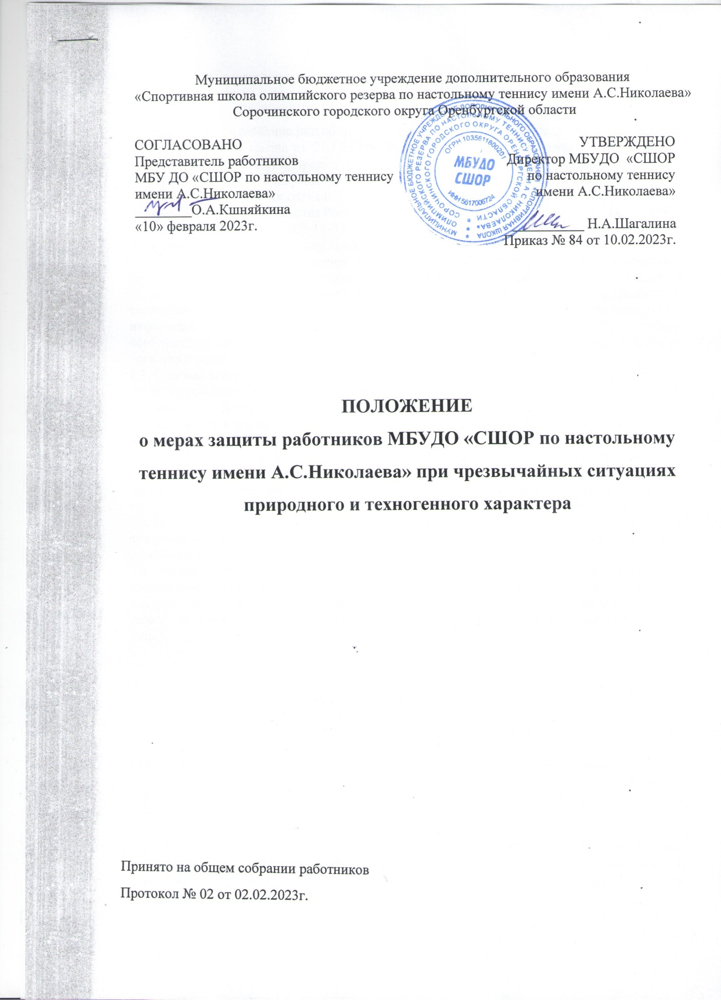 Муниципальное бюджетное учреждение дополнительного образования
«Спортивная школа олимпийского резерва по настольному теннису имени А.С.Николаева»
Сорочинского городского округа Оренбургской области
СОГЛАСОВАНО
Представитель работников
МБУ ДО «СШОР по настольному теннису
имени А.С.Николаева»
________О.А.Кшняйкина
«10» февраля 2023г.
УТВЕРЖДЕНО
Директор МБУДО «СШОР
по настольному теннису
имени А.С.Николаева»
__________ Н.А.Шагалина
Приказ № 84 от 10.02.2023г.
МУНИЦИПАЛЬНОЕ БЮДЖЕТНОЕ УЧРЕЖДЕНИЕ ДОПОЛНИТЕЛЬНОГО ОБРАЗОВАНИЯ «СПОРТИВНАЯ ШКОЛА
ОЛИМПИЙСКОГО РЕЗЕРВА ПО НАСТОЛЬНОМУ ТЕННИСУ ИМЕНИ А С НИКОЛАЕВА»
СОРОЧИНСКОГО ГОРОДСКОГО ОКРУГА ОРЕНБУРГСКОЙ ОБЛАСТИ
ОГРН 1035611800201
МБУДО
СШОР
ИНН 5617006724
ПОЛОЖЕНИЕ
о мерах защиты работников МБУДО «СШОР по настольному
теннису имени А.С.Николаева» при чрезвычайных ситуациях
природного и техногенного характера
Принято на общем собрании работников
Протокол № 02 от 02.02.2023г.